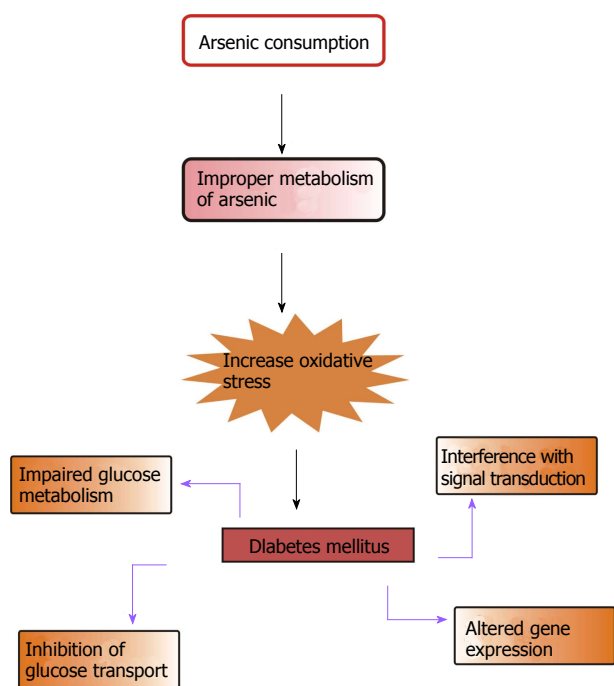 Arsenic consumption
Improper metabolism
of arsenic
Increase oxidative
stress
Impaired glucose
metabolism
Interference with
signal transduction
Dlabetes mellitus
Inhibition of
glucose transport
Altered gene
expression